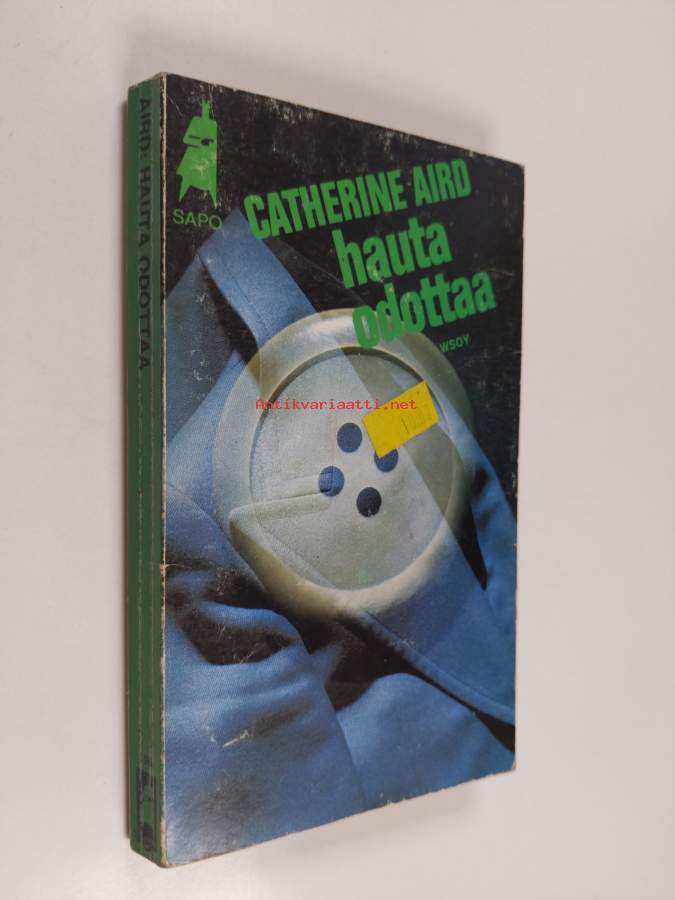 SAPO
CATHERINE AIRD
hauta
odottaa
WSOY
Antikvariaatti.net
AIRD: HAUTA ODOTTAA